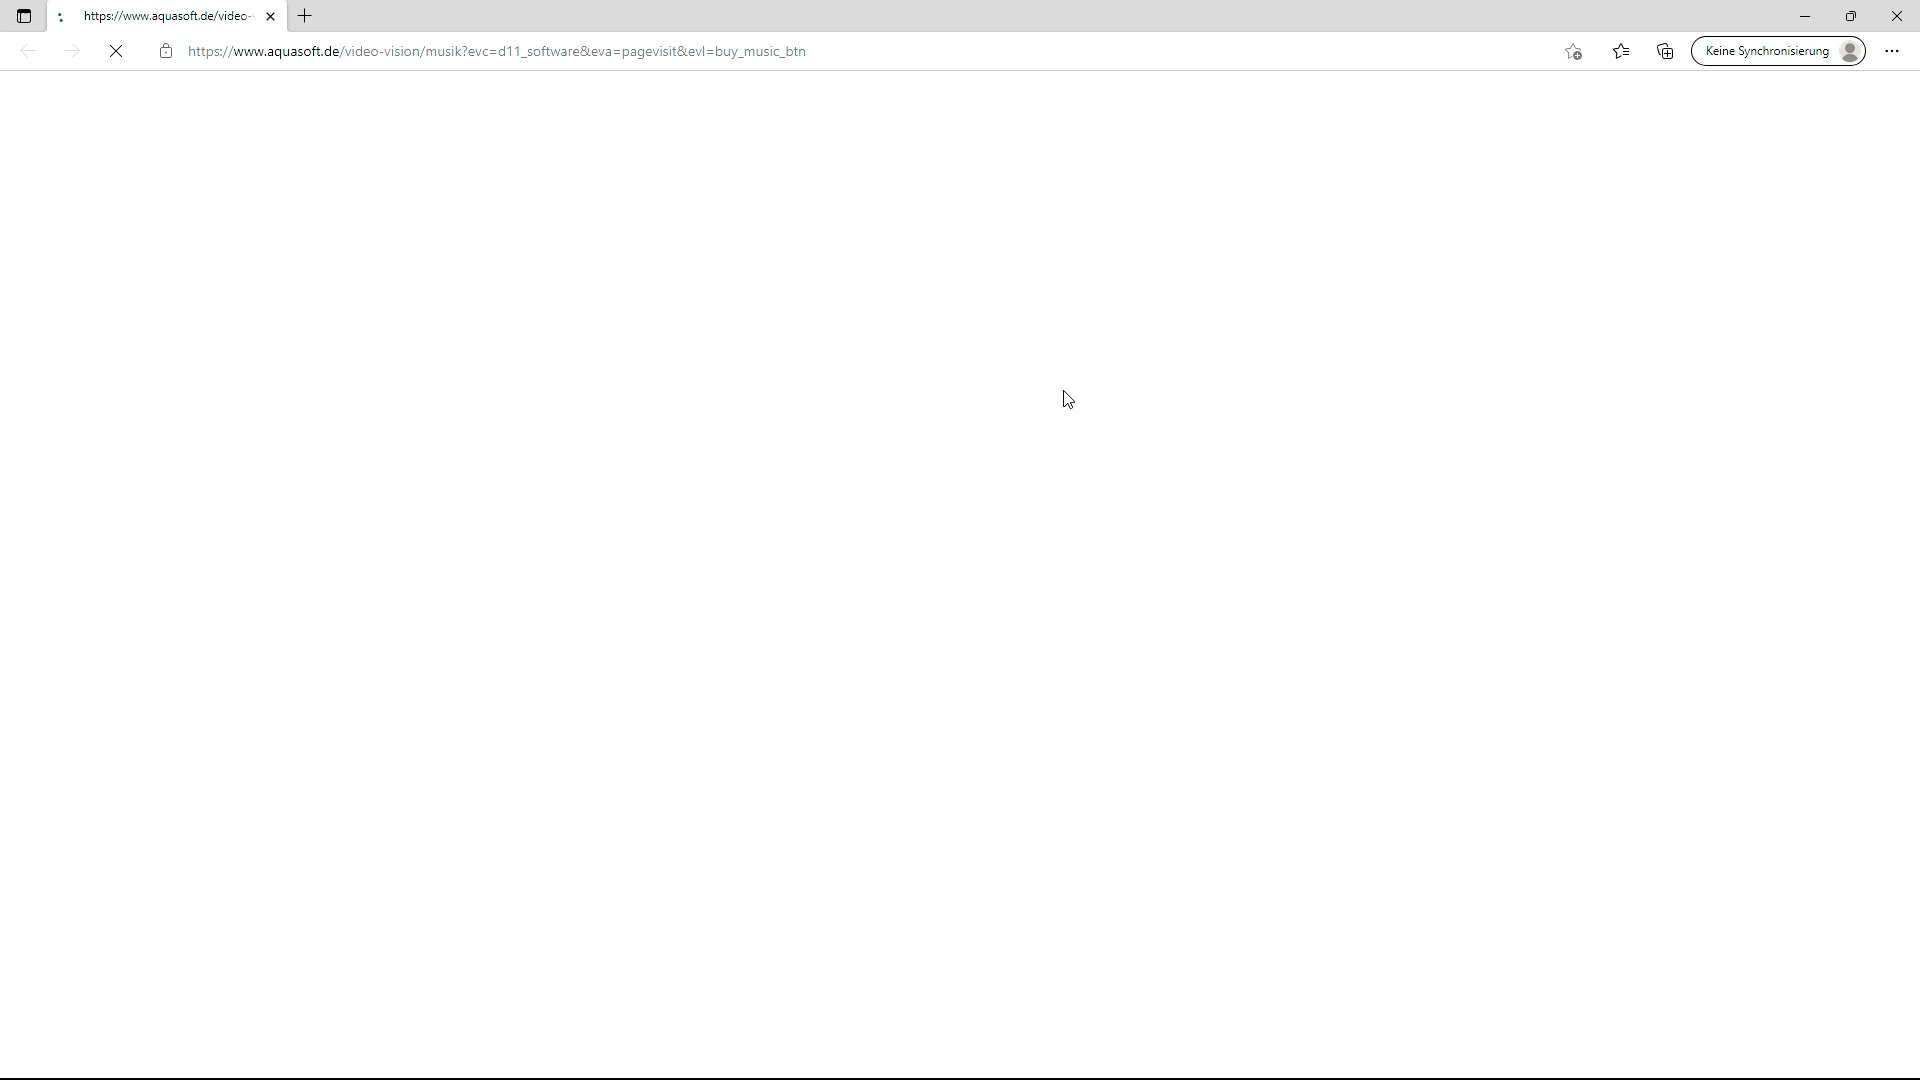 https://www.aquasoft.de/video-
https://www.aquasoft.de/video-vision/musik?evc=d11_software&eva=pagevisit&evl=buy_music_btn
Keine Synchronisierung